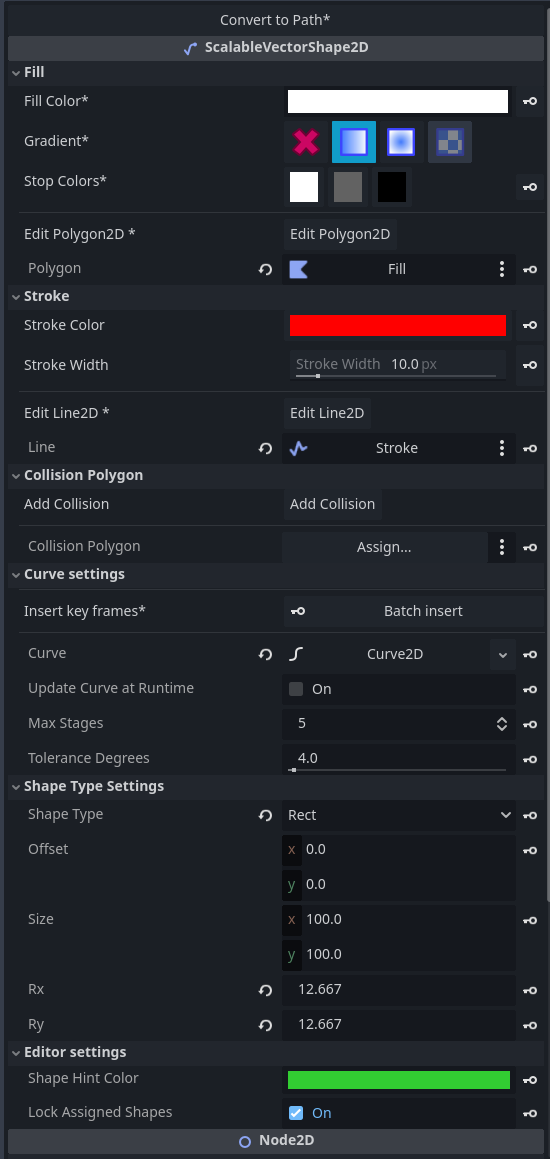 Convert to Path*
ScalableVectorShape2D
Fill
Fill Color*
Gradient*
Stop Colors*
Edit Polygon2D * Edit Polygon2D
Polygon Fill
Stroke
Stroke Color
Stroke Width Stroke Width 10.0 px
Edit Line2D * Edit Line2D
Line Stroke
Collision Polygon
Add Collision Add Collision
Collision Polygon Assign...
Curve settings
Insert key frames* Batch insert
Curve Curve2D
Update Curve at Runtime On
Max Stages 5
Tolerance Degrees 4.0
Shape Type Settings
Shape Type Rect
Offset x 0.0
y 0.0
Size x 100.0
y 100.0
Rx 12.667
Ry 12.667
Editor settings
Shape Hint Color
Lock Assigned Shapes On
Node2D